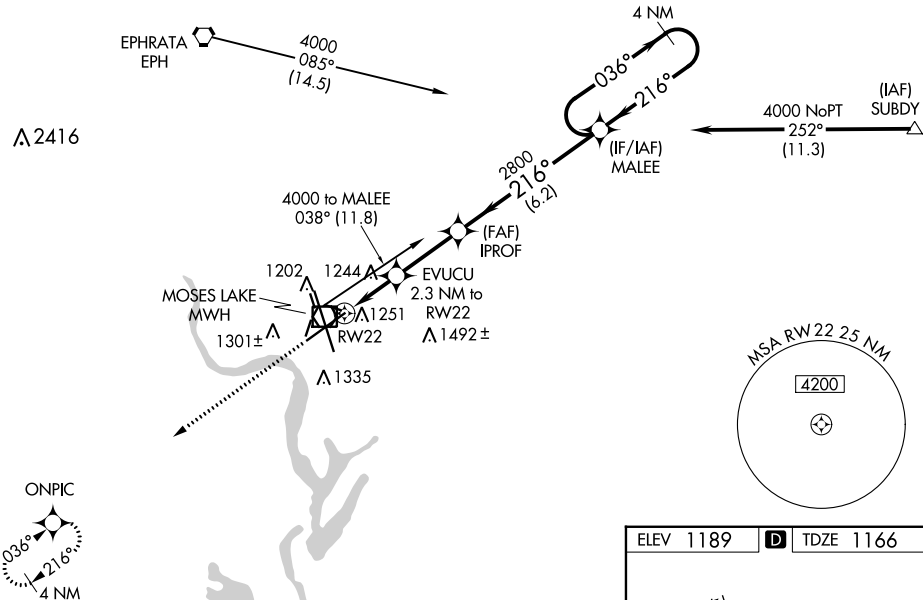 4 NM
EPHRATA
EPH
4000
085°
(14.5)
036°
216°
(IAF)
SUBDY
4000 NoPT
252°
(11.3)
2416
(IF/IAF)
MALEE
2800
216°
(6.2)
4000 to MALEE
038° (11.8)
(FAF)
IPROF
1202
1244
EVUCU
2.3 NM to
RW22
MOSES LAKE
MWH
1251
RW22
1492±
1301±
1335
MSA RW 22 25 NM
4200
ONPIC
036°
216°
4 NM
ELEV 1189
D
TDZE 1166